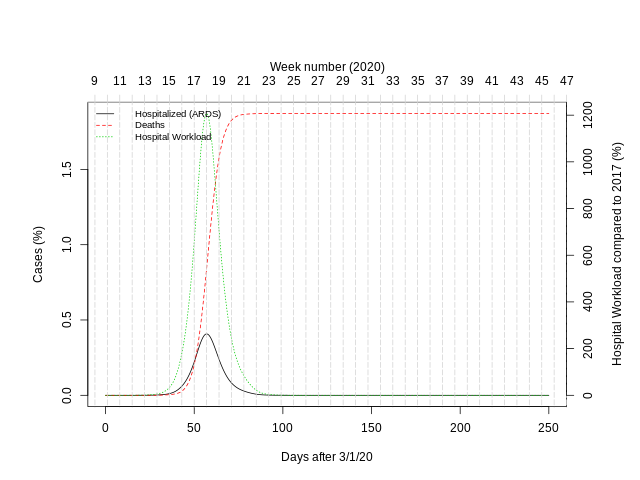 Week number (2020)
9 11 13 15 17 19 21 23 25 27 29 31 33 35 37 39 41 43 45 47
Hospitalized (ARDS)
Deaths
Hospital Workload
Cases (%)
0.0 0.5 1.0 1.5
Hospital Workload compared to 2017 (%)
0 200 400 600 800 1000 1200
0 50 100 150 200 250
Days after 3/1/20